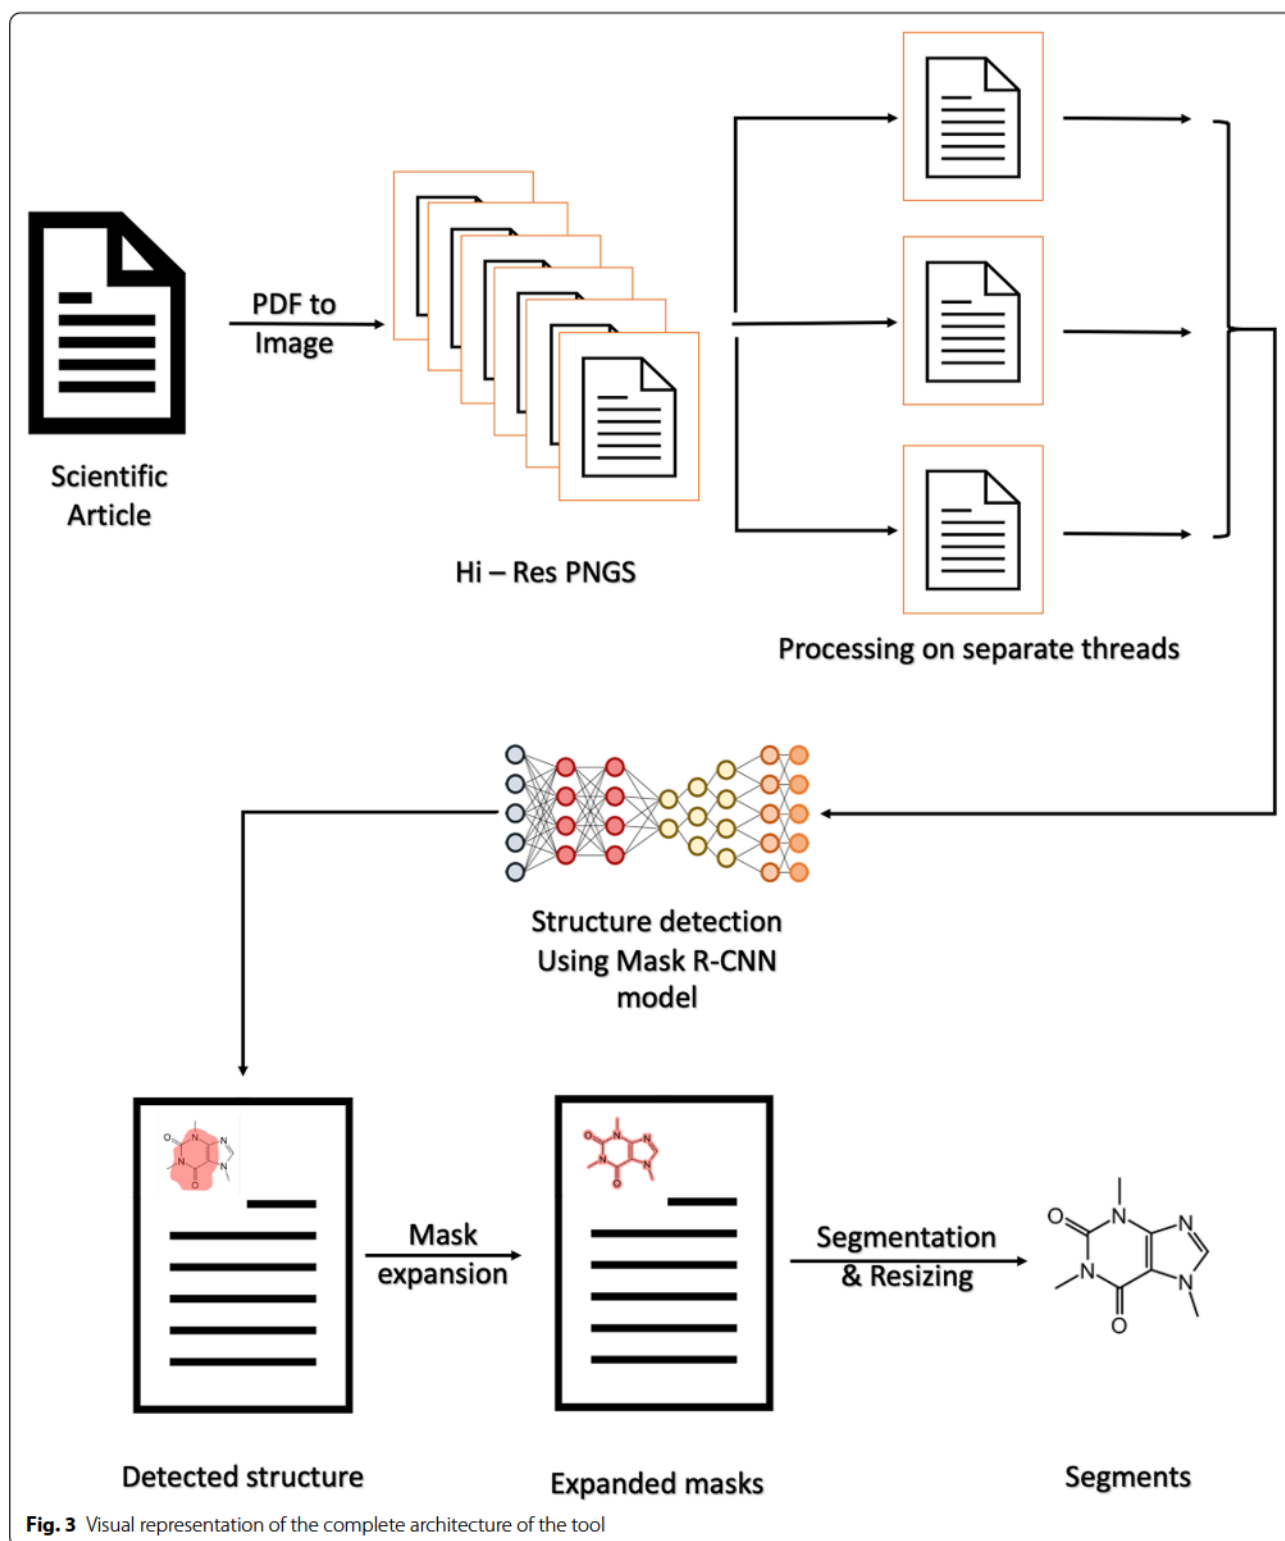 PDF to
Image
Scientific
Article
Hi – Res PNGS
Processing on separate threads
Structure detection
Using Mask R-CNN
model
O
N
N
N
N
O
Mask
expansion
O
N
N
N
N
O
Segmentation
& Resizing
O
N
N
N
N
O
Detected structure
Expanded masks
Segments
Fig. 3 Visual representation of the complete architecture of the tool